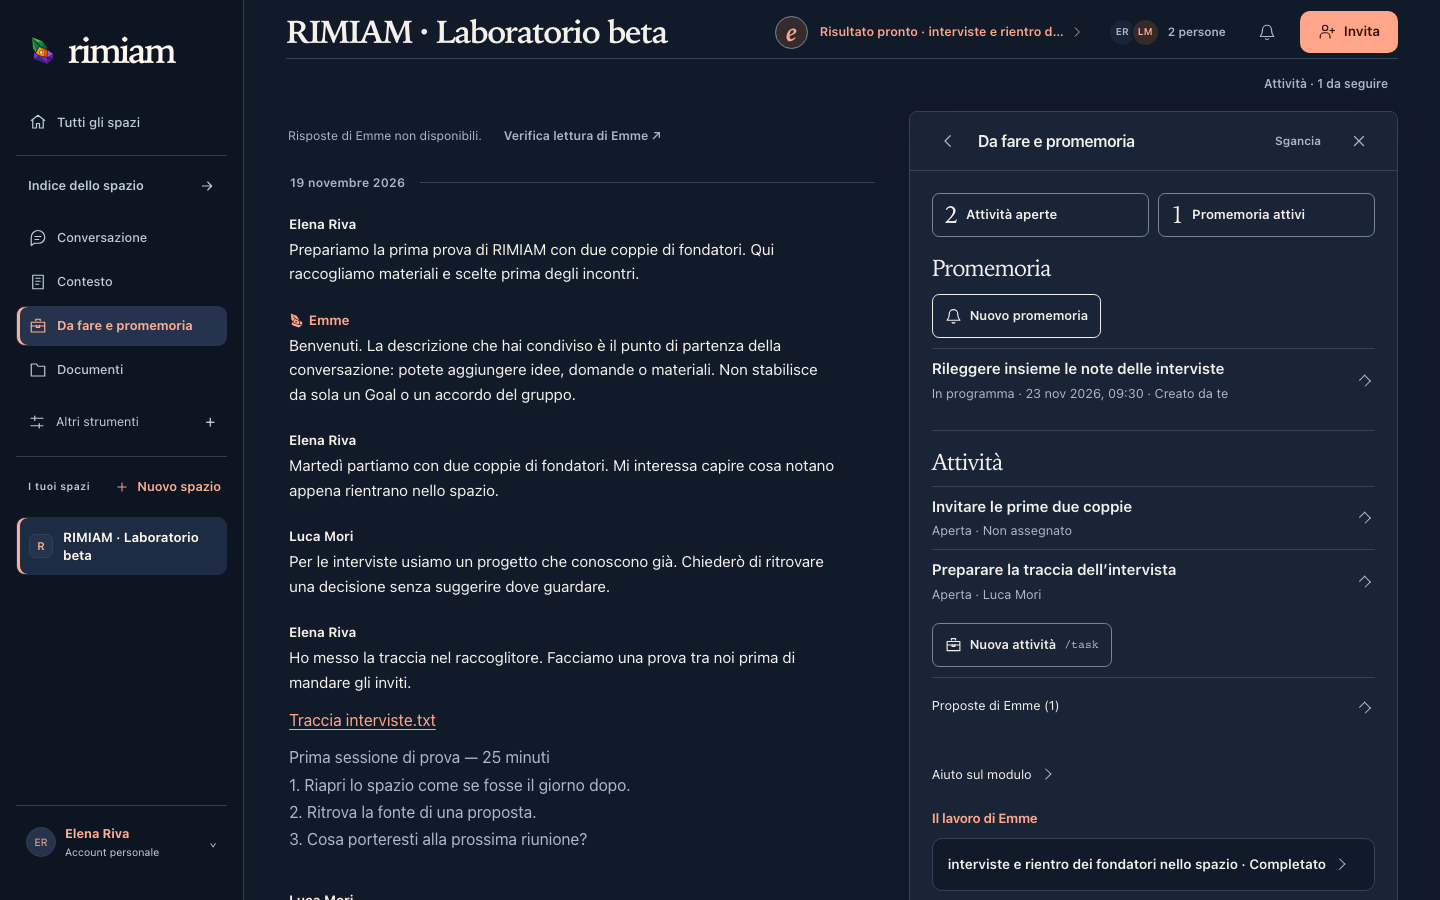 rimiam
Tutti gli spazi
Indice dello spazio
Conversazione
Contesto
Da fare e promemoria
Documenti
Altri strumenti
I tuoi spazi
Nuovo spazio
R
RIMIAM · Laboratorio
beta
ER
Elena Riva
Account personale
RIMIAM · Laboratorio beta
e
Risultato pronto · interviste e rientro d...
ER
LM
2 persone
Invita
Attività · 1 da seguire
Risposte di Emme non disponibili.
Verifica lettura di Emme ↗
19 novembre 2026
Elena Riva
Prepariamo la prima prova di RIMIAM con due coppie di fondatori. Qui
raccogliamo materiali e scelte prima degli incontri.
Emme
Benvenuti. La descrizione che hai condiviso è il punto di partenza della
conversazione: potete aggiungere idee, domande o materiali. Non stabilisce
da sola un Goal o un accordo del gruppo.
Elena Riva
Martedì partiamo con due coppie di fondatori. Mi interessa capire cosa notano
appena rientrano nello spazio.
Luca Mori
Per le interviste usiamo un progetto che conoscono già. Chiederò di ritrovare
una decisione senza suggerire dove guardare.
Elena Riva
Ho messo la traccia nel raccoglitore. Facciamo una prova tra noi prima di
mandare gli inviti.
Traccia interviste.txt
Prima sessione di prova — 25 minuti
1. Riapri lo spazio come se fosse il giorno dopo.
2. Ritrova la fonte di una proposta.
3. Cosa porteresti alla prossima riunione?
Luca Mori
Da fare e promemoria
Sgancia
2 Attività aperte
1 Promemoria attivi
Promemoria
Nuovo promemoria
Rileggere insieme le note delle interviste
In programma · 23 nov 2026, 09:30 · Creato da te
Attività
Invitare le prime due coppie
Aperta · Non assegnato
Preparare la traccia dell’intervista
Aperta · Luca Mori
Nuova attività /task
Proposte di Emme (1)
Aiuto sul modulo
Il lavoro di Emme
interviste e rientro dei fondatori nello spazio · Completato